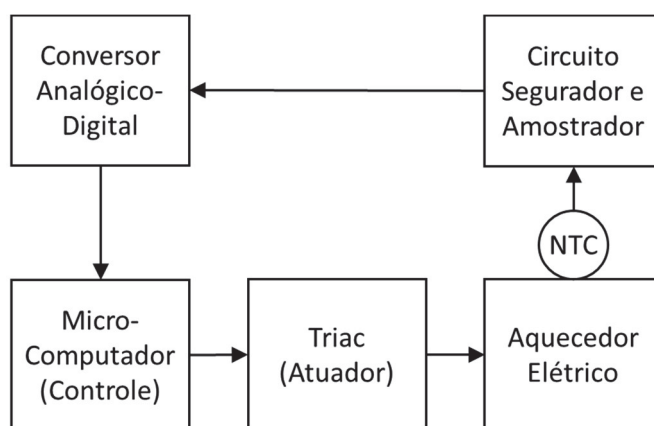 Conversor
Analógico-
Digital
Circuito
Segurador e
Amostrador
NTC
Micro-
Computador
(Controle)
Triac
(Atuador)
Aquecedor
Elétrico